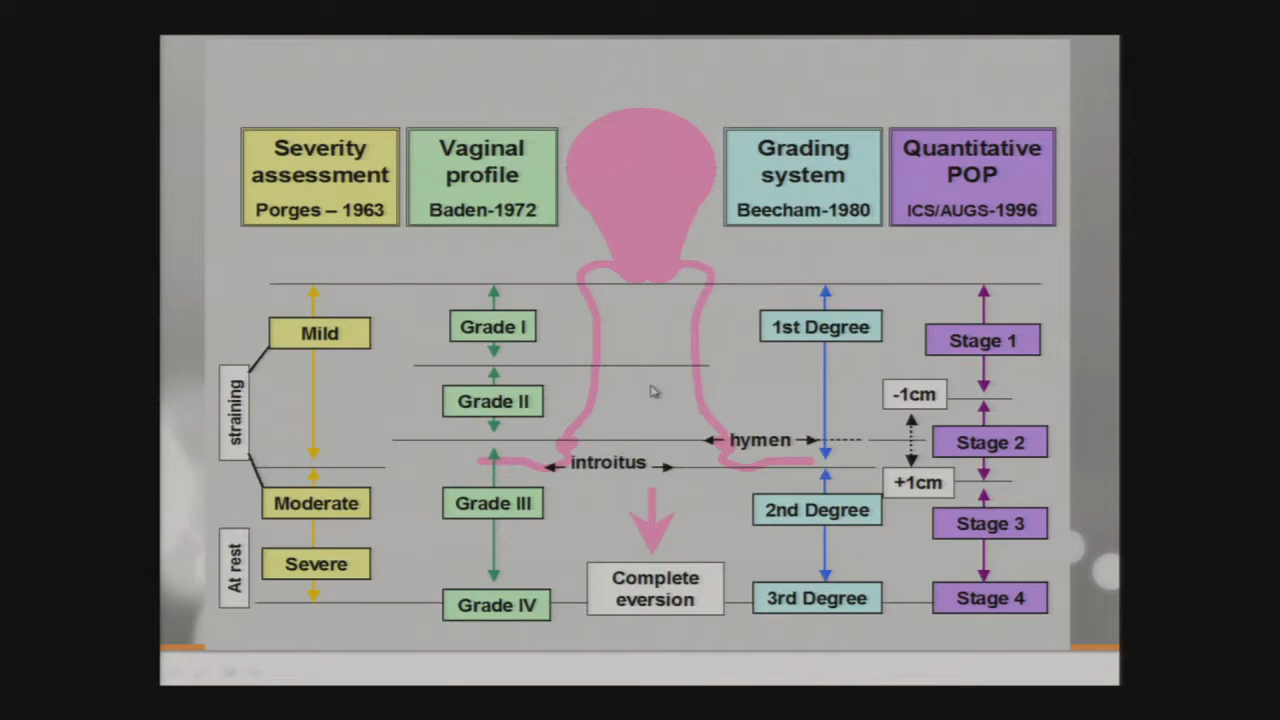 Severity
assessment
Porges – 1963
Vaginal
profile
Baden-1972
Grading
system
Beecham-1980
Quantitative
POP
ICS/AUGS-1996
Mild
Grade I
1st Degree
Stage 1
straining
Grade II
-1cm
hymen
Stage 2
introitus
+1cm
Moderate
Grade III
2nd Degree
Stage 3
At rest
Severe
Complete
eversion
Grade IV
3rd Degree
Stage 4